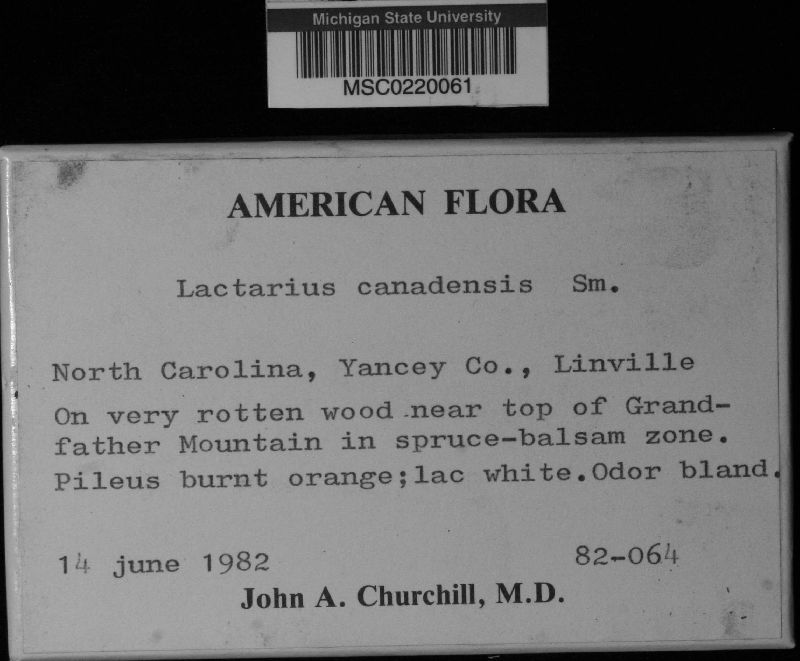 Michigan State University
MSC0220061
AMERICAN FLORA
Lactarius canadensis Sm.
North Carolina, Yancey Co., Linville
On very rotten wood near top of Grand-
father Mountain in spruce-balsam zone.
Pileus burnt orange;lac white.Odor bland.
14 june 1982 82-064
John A. Churchill, M.D.